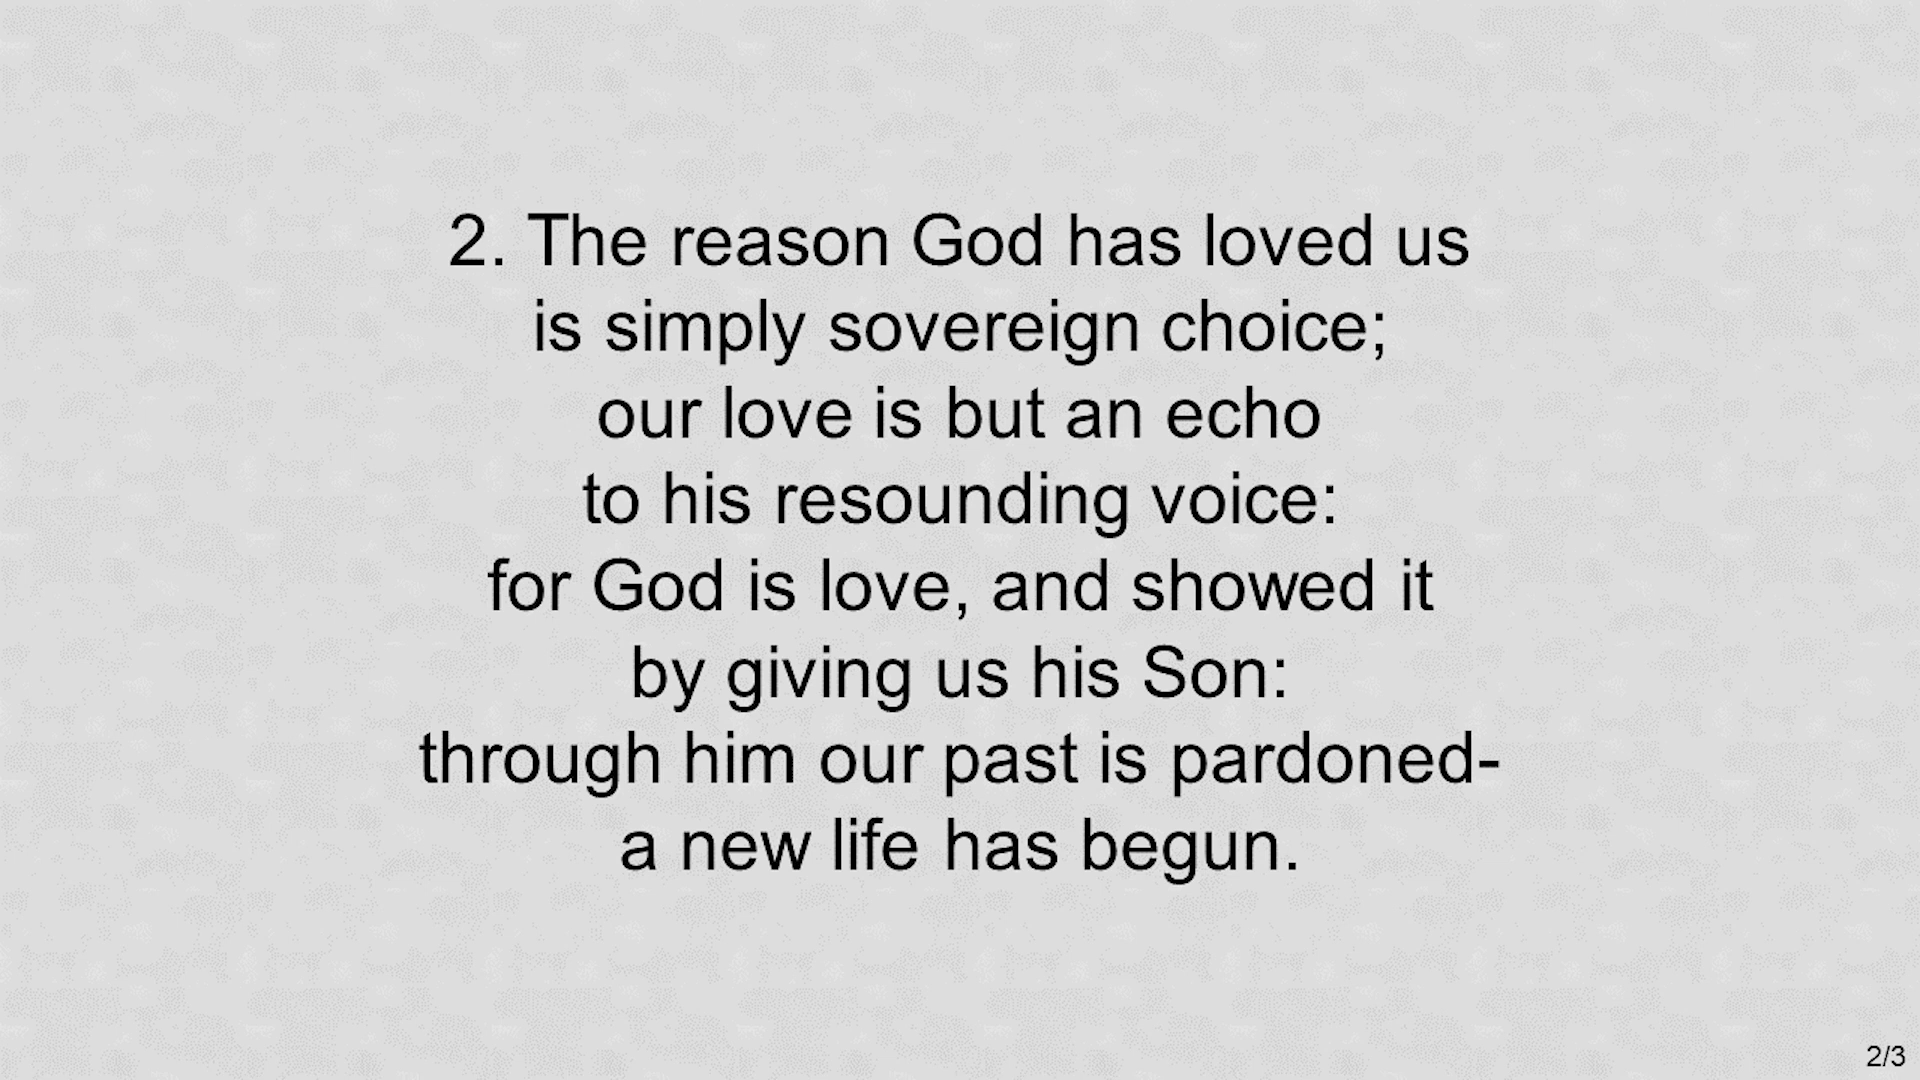 2. The reason God has loved us
is simply sovereign choice;
our love is but an echo
to his resounding voice:
for God is love, and showed it
by giving us his Son:
through him our past is pardoned-
a new life has begun.
2/3